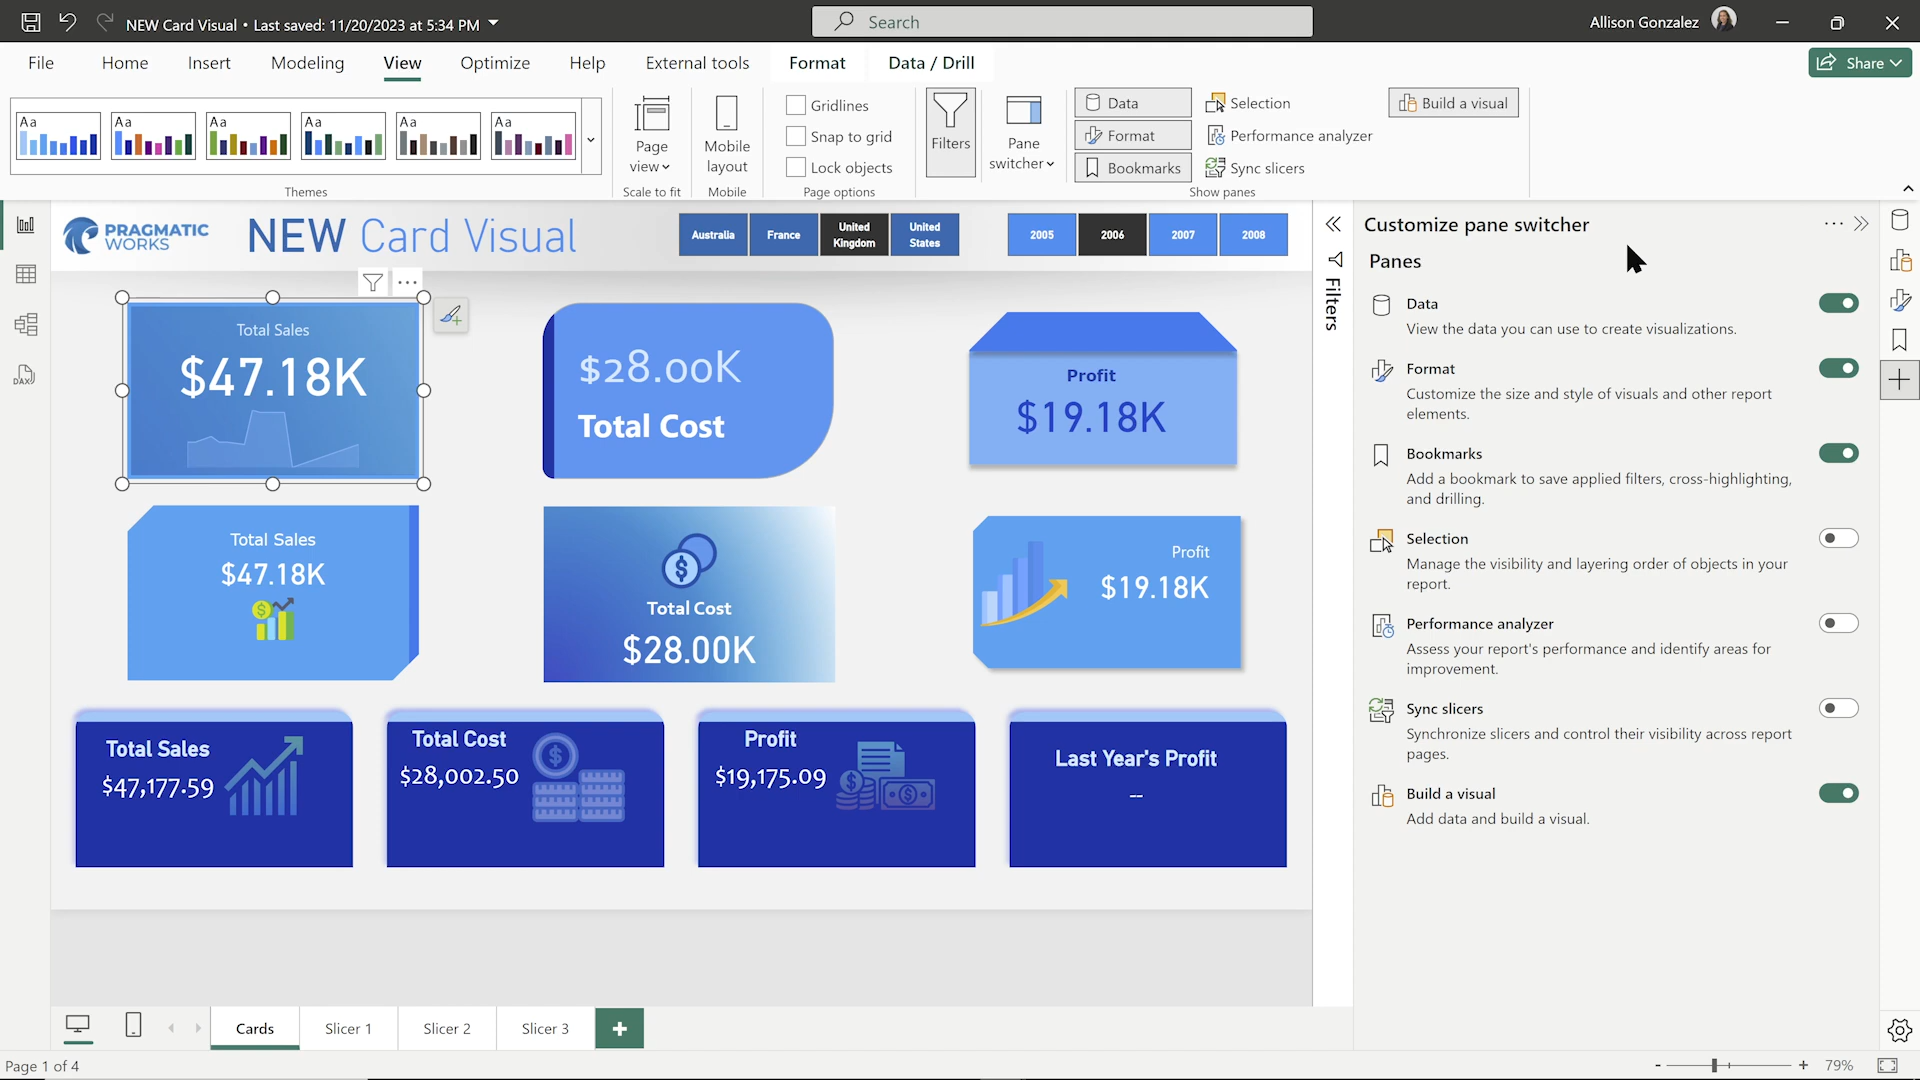 NEW Card Visual • Last saved: 11/20/2023 at 5:34 PM
Search
Allison Gonzalez
File
Home
Insert
Modeling
View
Optimize
Help
External tools
Format
Data / Drill
Share
Aa
Aa
Aa
Aa
Aa
Aa
Themes
Page
view
Scale to fit
Mobile
layout
Mobile
Gridlines
Snap to grid
Lock objects
Page options
Filters
Pane
switcher
Data
Format
Bookmarks
Selection
Performance analyzer
Sync slicers
Show panes
Build a visual
DAX
PRAGMATIC
WORKS
NEW Card Visual
Australia
France
United
Kingdom
United
States
2005
2006
2007
2008
Total Sales
$47.18K
$28.00K
Total Cost
Profit
$19.18K
Total Sales
$47.18K
Total Cost
$28.00K
Profit
$19.18K
Total Sales
$47,177.59
Total Cost
$28,002.50
Profit
$19,175.09
Last Year's Profit
--
Filters
Customize pane switcher
Panes
Data
View the data you can use to create visualizations.
Format
Customize the size and style of visuals and other report
elements.
Bookmarks
Add a bookmark to save applied filters, cross-highlighting,
and drilling.
Selection
Manage the visibility and layering order of objects in your
report.
Performance analyzer
Assess your report's performance and identify areas for
improvement.
Sync slicers
Synchronize slicers and control their visibility across report
pages.
Build a visual
Add data and build a visual.
Cards
Slicer 1
Slicer 2
Slicer 3
Page 1 of 4
79%